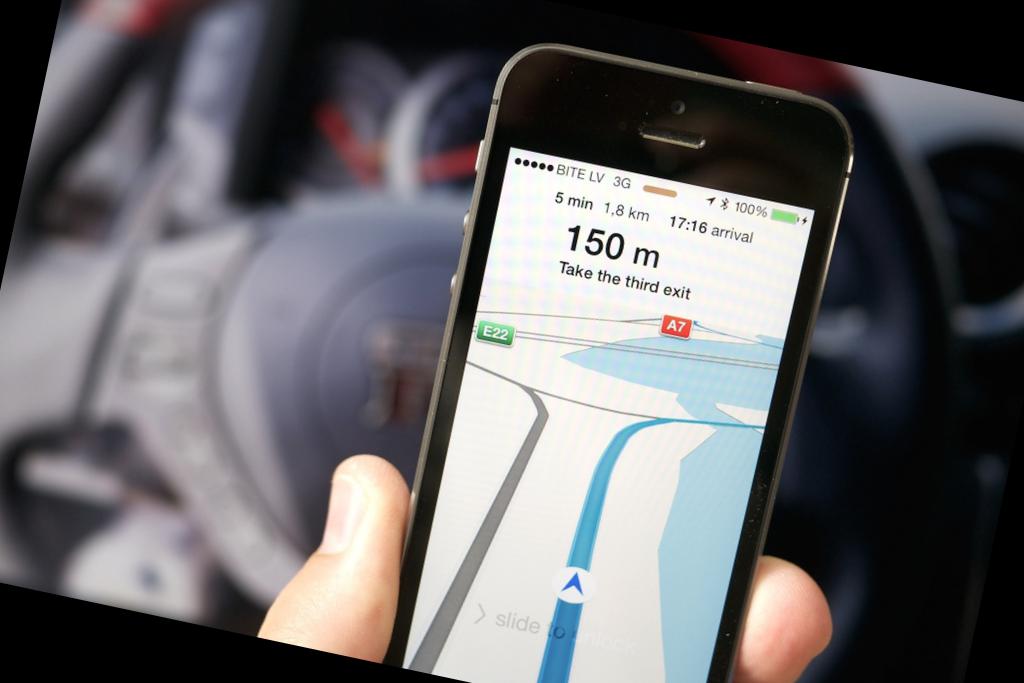 ●●●●● BITE LV 3G 100%
5 min 1,8 km 17:16 arrival
150 m
Take the third exit
A7
E22
> slide to unlock